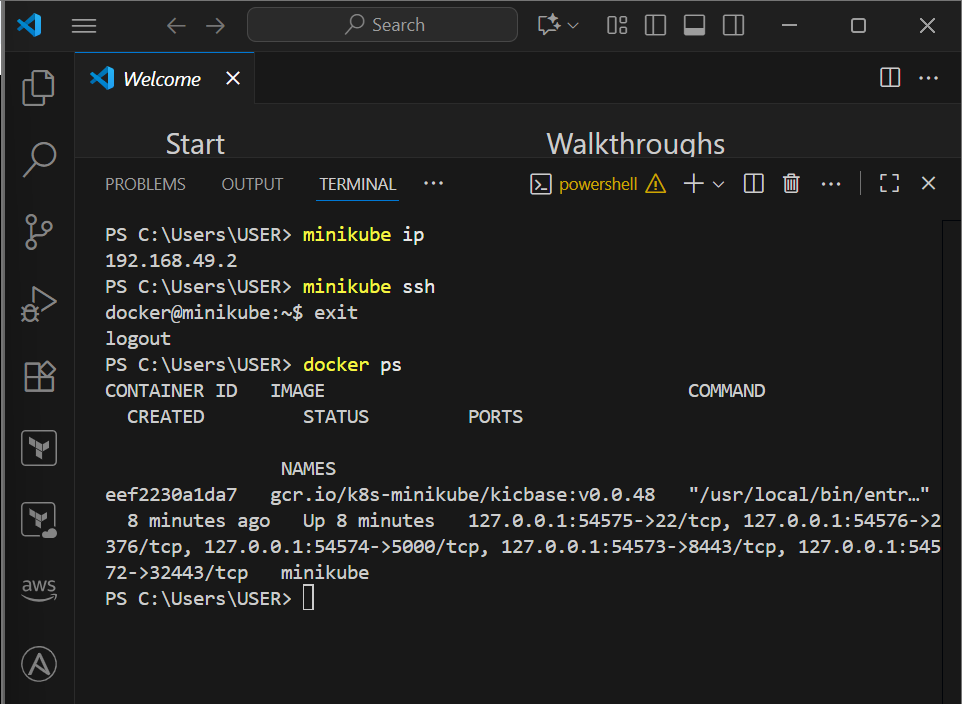 Search
Welcome
Start
Walkthroughs
PROBLEMS OUTPUT TERMINAL ··· powershell
PS C:\Users\USER> minikube ip
192.168.49.2
PS C:\Users\USER> minikube ssh
docker@minikube:~$ exit
logout
PS C:\Users\USER> docker ps
CONTAINER ID   IMAGE                                 COMMAND
  CREATED         STATUS         PORTS
                NAMES
eef2230a1da7   gcr.io/k8s-minikube/kicbase:v0.0.48   "/usr/local/bin/entr…"
  8 minutes ago   Up 8 minutes   127.0.0.1:54575->22/tcp, 127.0.0.1:54576->2
376/tcp, 127.0.0.1:54574->5000/tcp, 127.0.0.1:54573->8443/tcp, 127.0.0.1:545
72->32443/tcp   minikube
PS C:\Users\USER>
aws